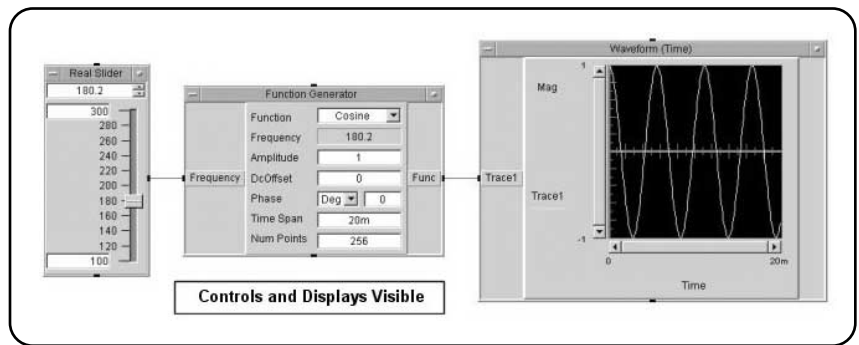 Real Slider
180.2
300
280
260
240
220
200
180
160
140
120
100
Function Generator
Frequency
Function Cosine
Frequency 180.2
Amplitude 1
DcOffset 0
Phase Deg 0
Time Span 20m
Num Points 256
Func
Controls and Displays Visible
Waveform (Time)
Trace1
Mag
Trace1
1
-1
0 20m
Time